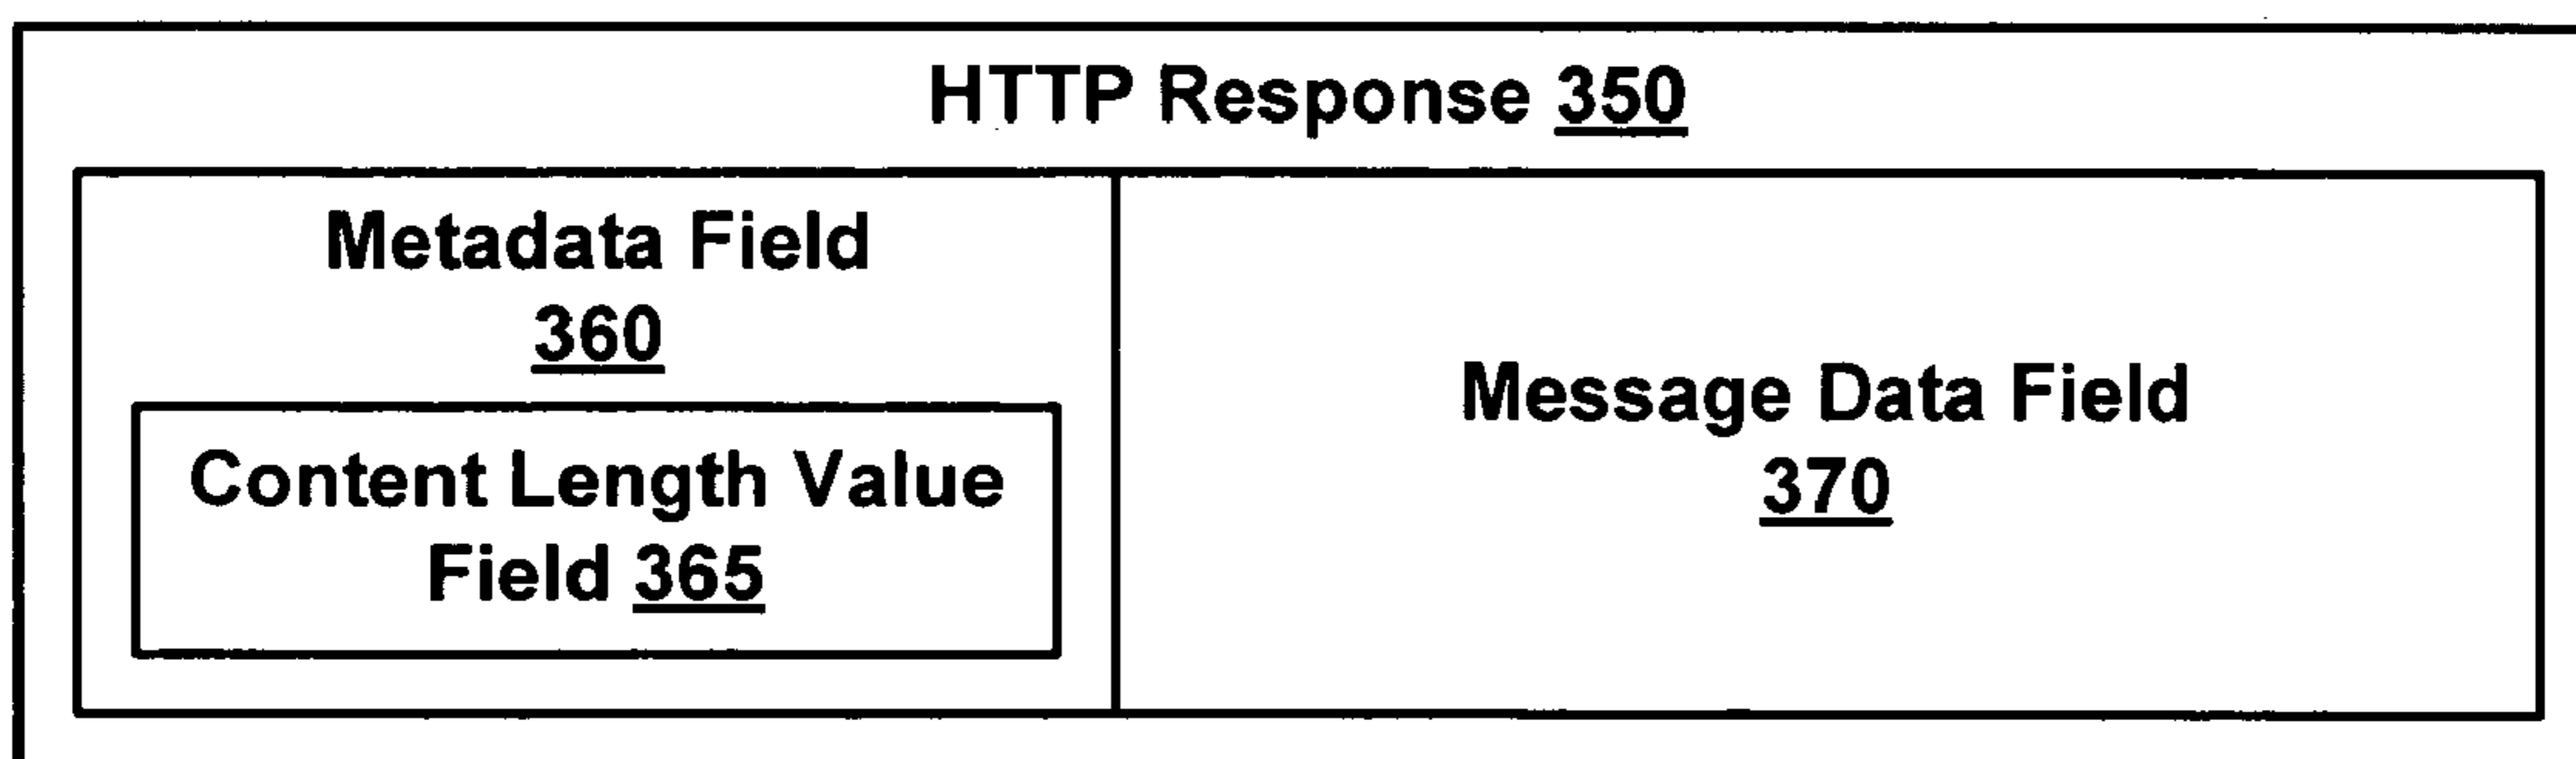 HTTP Response 350
Metadata Field
360
Content Length Value
Field 365
Message Data Field
370